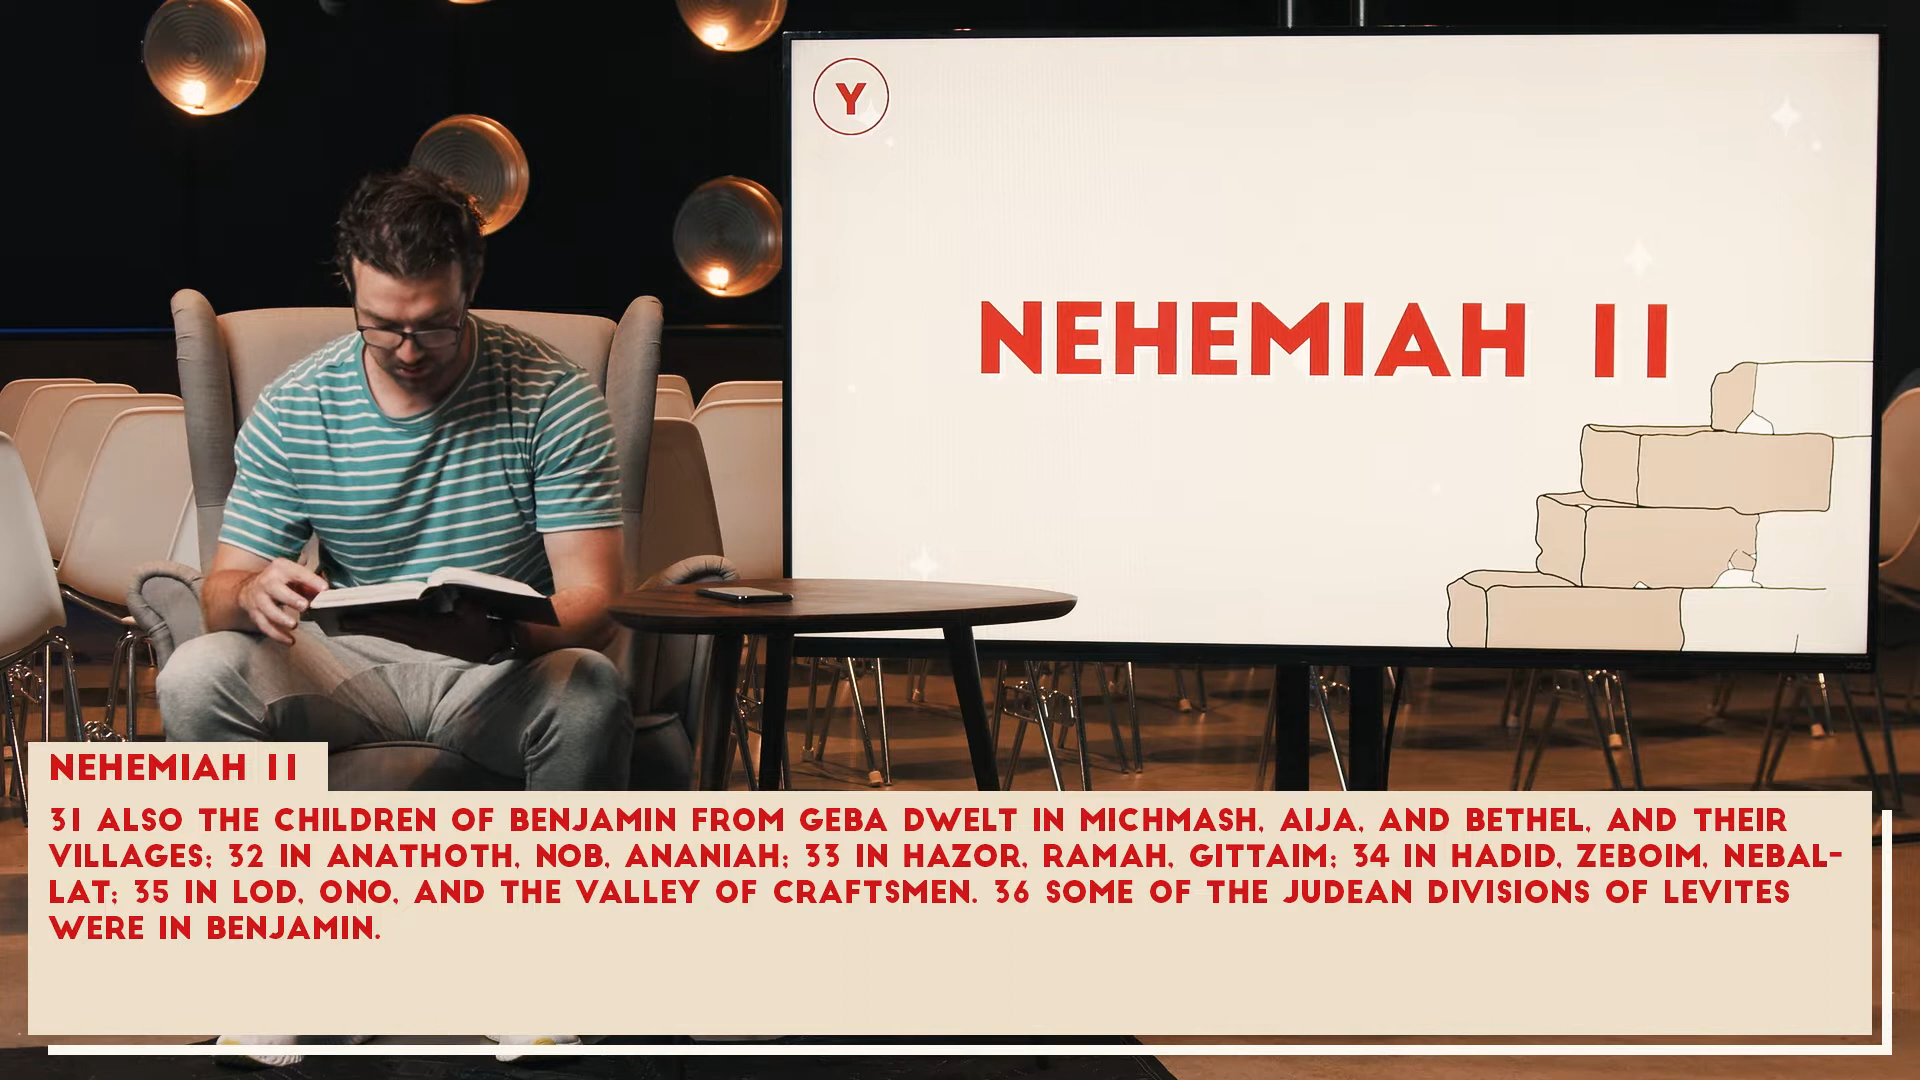 Y
NEHEMIAH 11
NEHEMIAH 11
31 ALSO THE CHILDREN OF BENJAMIN FROM GEBA DWELT IN MICHMASH, AIJA, AND BETHEL, AND THEIR
VILLAGES; 32 IN ANATHOTH, NOB, ANANIAH; 33 IN HAZOR, RAMAH, GITTAIM; 34 IN HADID, ZEBOIM, NEBAL-
LAT; 35 IN LOD, ONO, AND THE VALLEY OF CRAFTSMEN. 36 SOME OF THE JUDEAN DIVISIONS OF LEVITES
WERE IN BENJAMIN.